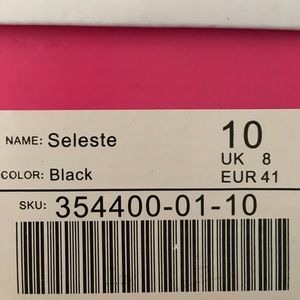 NAME: Seleste
10
UK 8
COLOR: Black
EUR 41
SKU: 354400-01-10